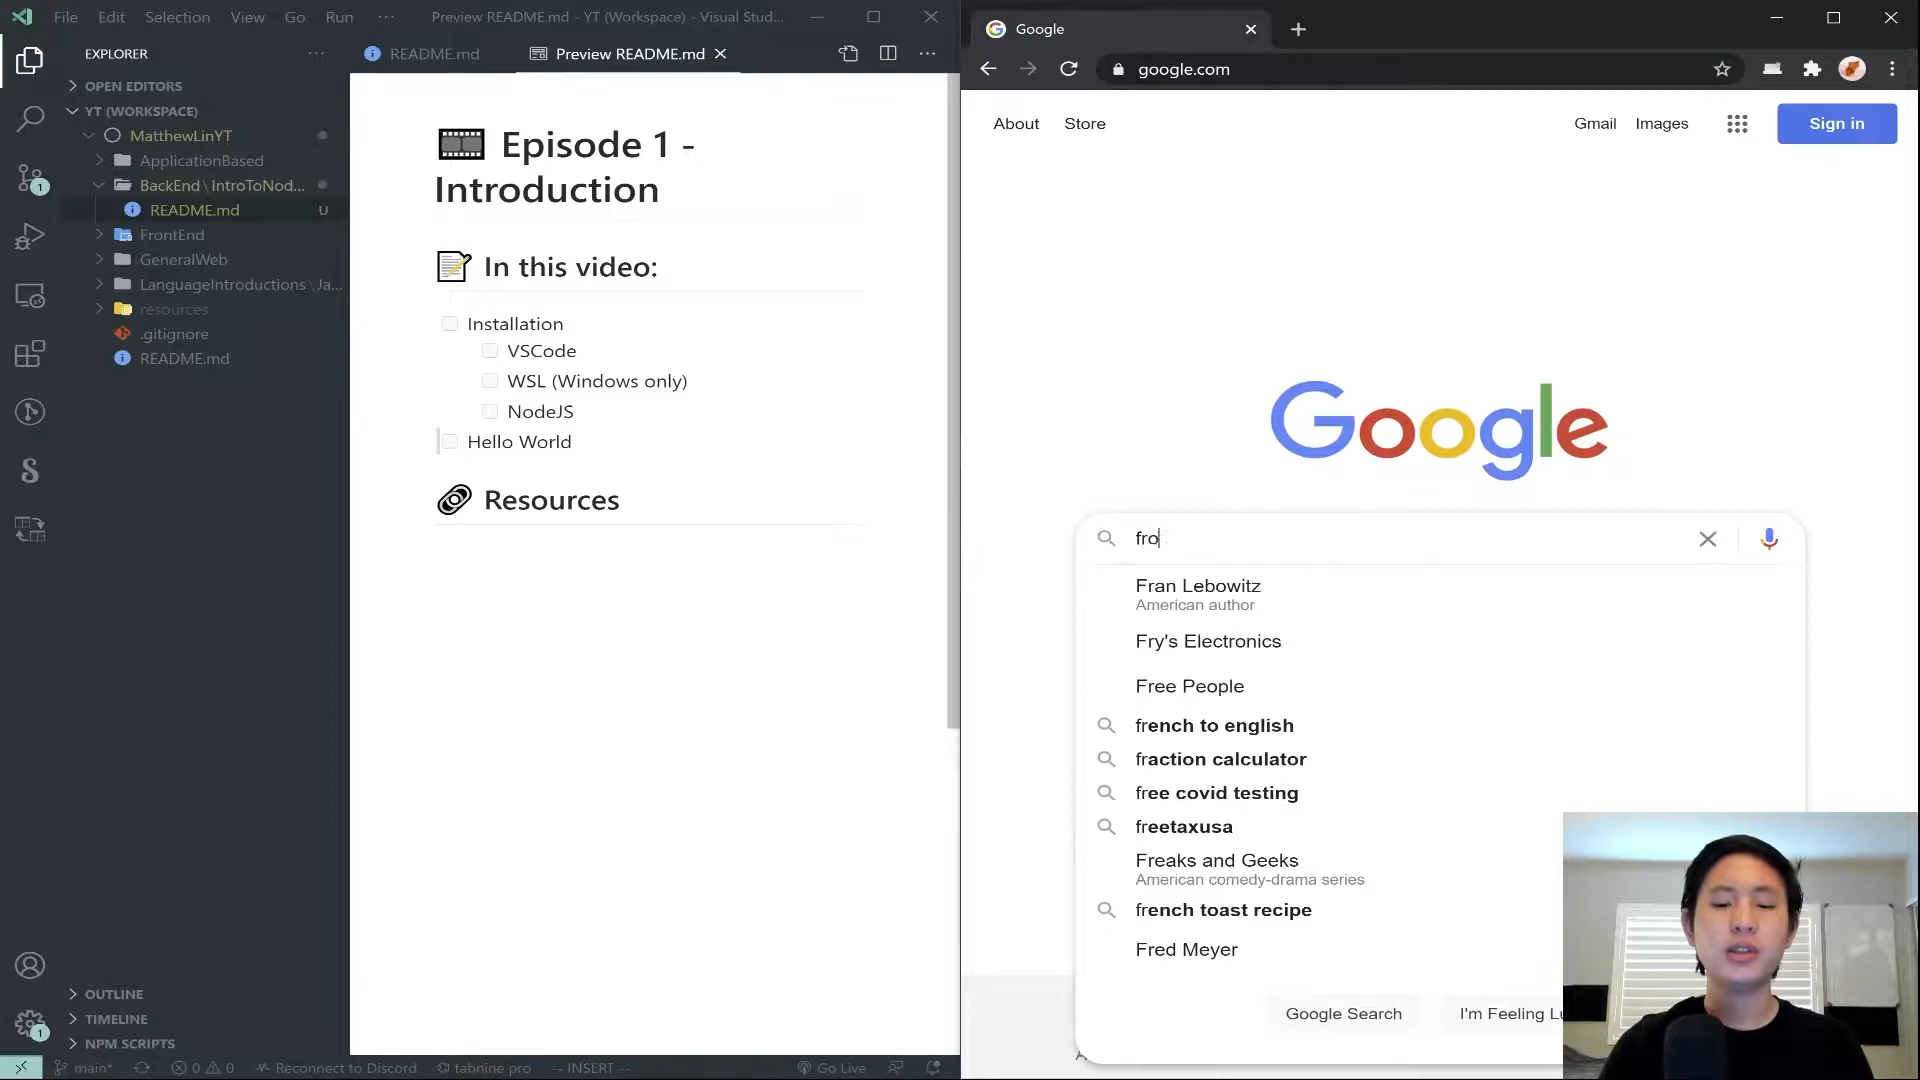 File Edit Selection View Go Run ··· Preview README.md - YT (Workspace) - Visual Stud...
EXPLORER
OPEN EDITORS
YT (WORKSPACE)
MatthewLinYT
ApplicationBased
BackEnd \ IntroToNod...
README.md U
FrontEnd
GeneralWeb
LanguageIntroductions \ Ja...
resources
.gitignore
README.md
1
1
OUTLINE
TIMELINE
NPM SCRIPTS
README.md Preview README.md
Episode 1 -
Introduction
In this video:
Installation
VSCode
WSL (Windows only)
NodeJS
Hello World
Resources
main* 0 0 Reconnect to Discord tabnine pro -- INSERT -- Go Live
Google
google.com
About Store Gmail Images Sign in
Google
fro
Fran Lebowitz
American author
Fry's Electronics
Free People
french to english
fraction calculator
free covid testing
freetaxusa
Freaks and Geeks
American comedy-drama series
french toast recipe
Fred Meyer
Google Search I'm Feeling Lu